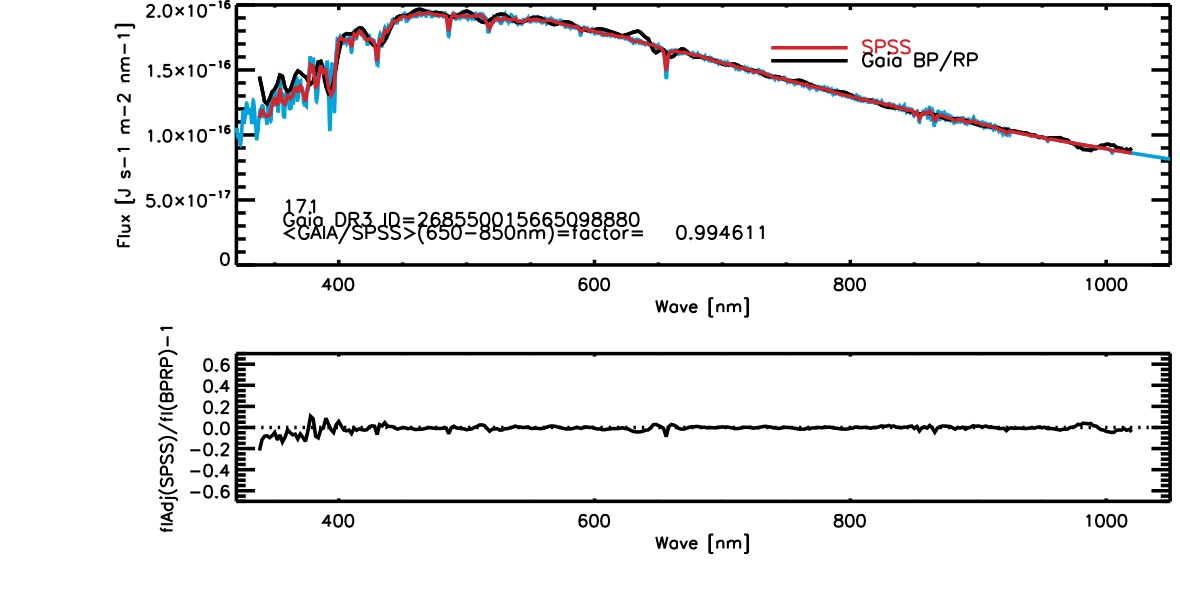 2.0×10−16
1.5×10−16
1.0×10−16
5.0×10−17
0
Flux [J s−1 m−2 nm−1]
SPSS
Gaia BP/RP
171
Gaia DR3 ID=268550015665098880
<GAIA/SPSS>(650−850nm)=factor= 0.994611
400 600 800 1000
Wave [nm]
0.6
0.4
0.2
0.0
−0.2
−0.4
−0.6
flAdj(SPSS)/fl(BPRP)−1
400 600 800 1000
Wave [nm]